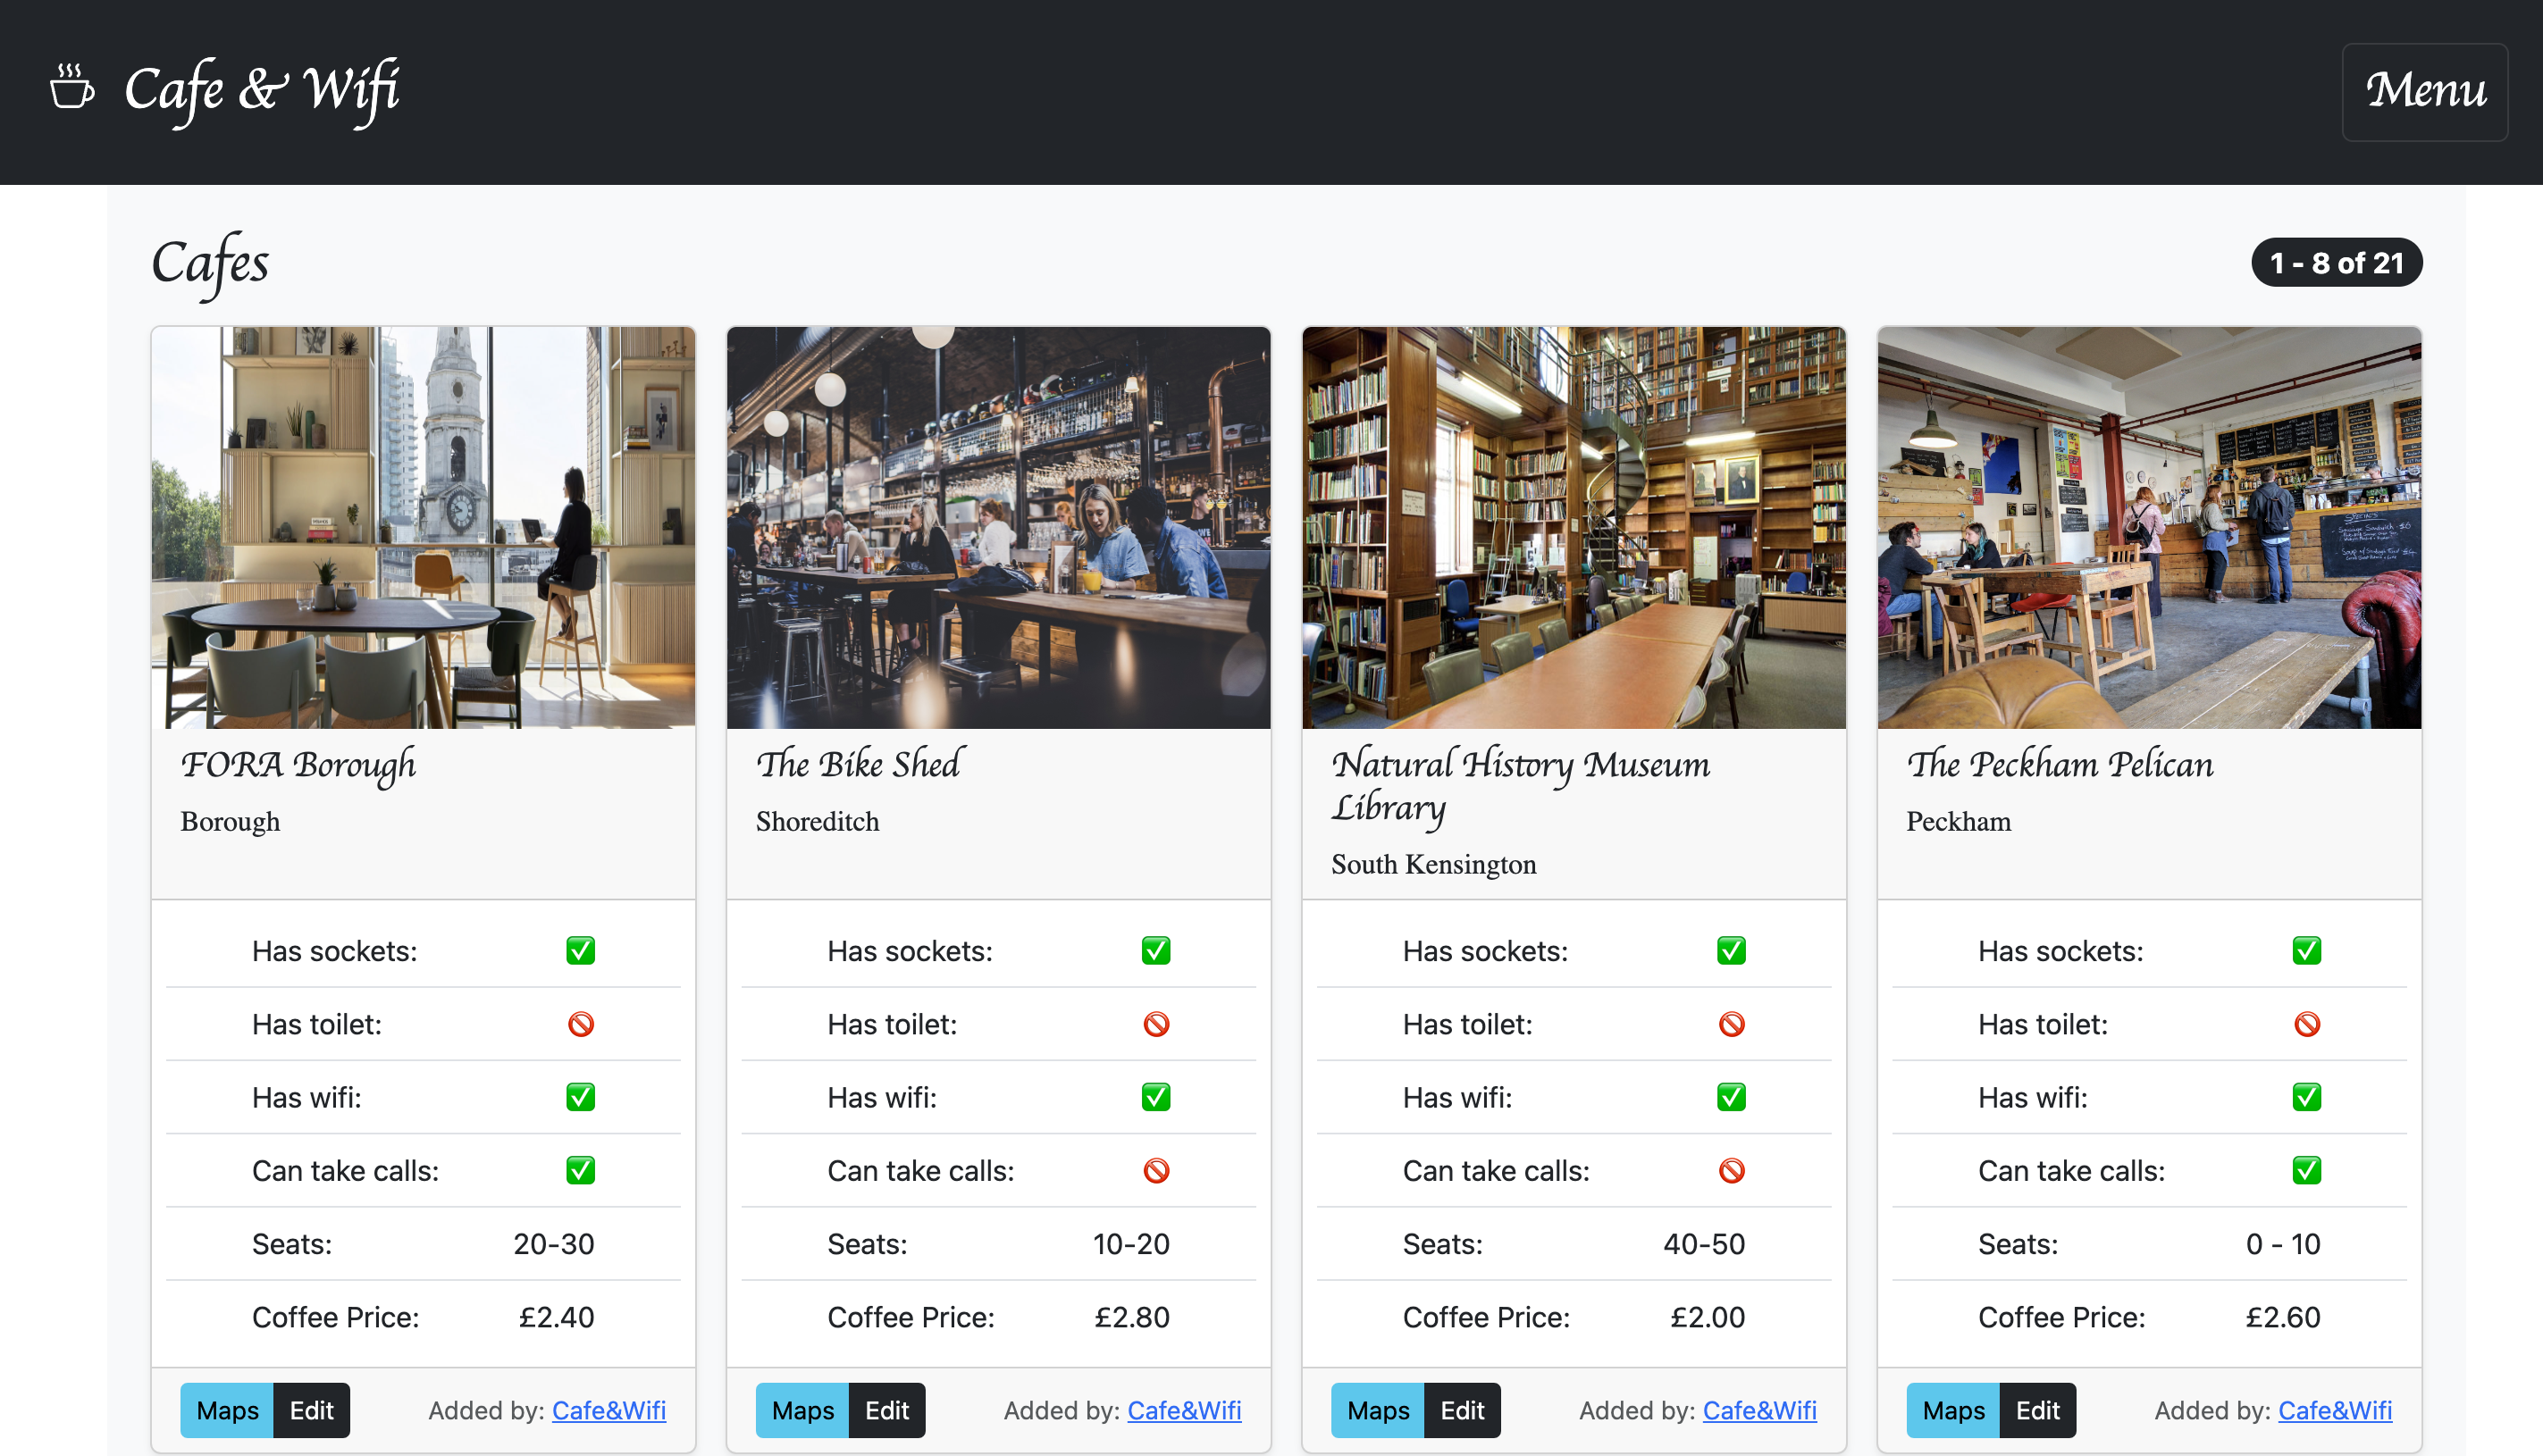 Cafe & Wifi
Menu
Cafes
1 - 8 of 21
FORA Borough
Borough
Has sockets: ✅
Has toilet: 🚫
Has wifi: ✅
Can take calls: ✅
Seats: 20-30
Coffee Price: £2.40
Maps Edit Added by: Cafe&Wifi
The Bike Shed
Shoreditch
Has sockets: ✅
Has toilet: 🚫
Has wifi: ✅
Can take calls: 🚫
Seats: 10-20
Coffee Price: £2.80
Maps Edit Added by: Cafe&Wifi
Natural History Museum
Library
South Kensington
Has sockets: ✅
Has toilet: 🚫
Has wifi: ✅
Can take calls: 🚫
Seats: 40-50
Coffee Price: £2.00
Maps Edit Added by: Cafe&Wifi
The Peckham Pelican
Peckham
Has sockets: ✅
Has toilet: 🚫
Has wifi: ✅
Can take calls: ✅
Seats: 0 - 10
Coffee Price: £2.60
Maps Edit Added by: Cafe&Wifi